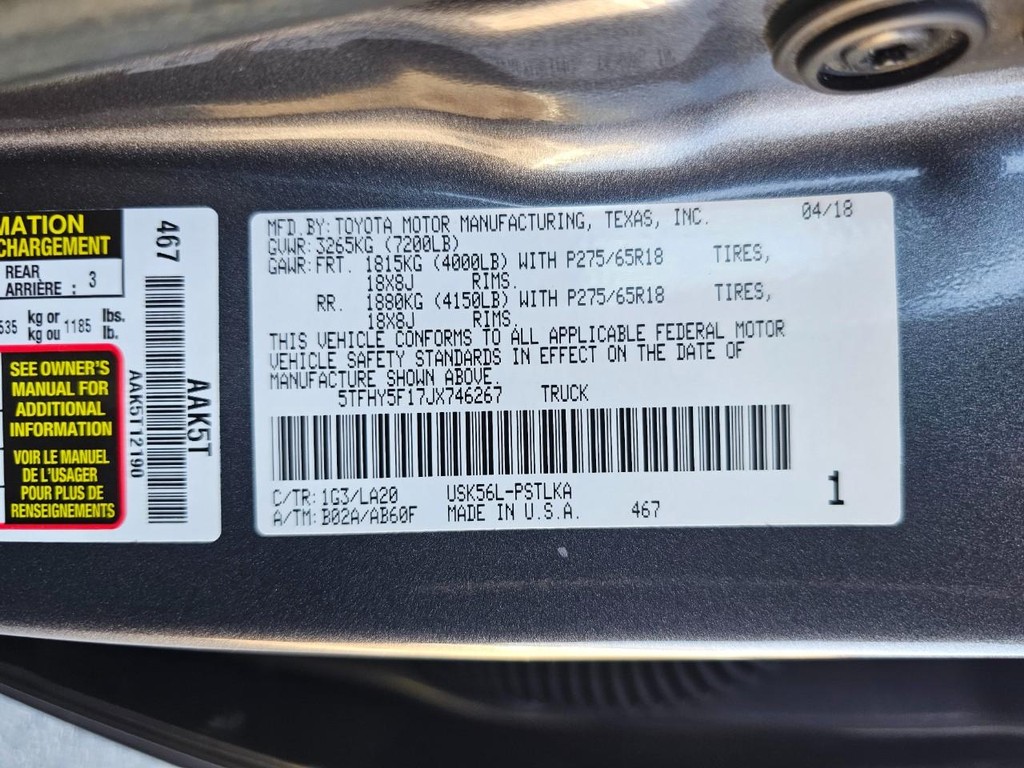 MATION
CHARGEMENT
REAR
ARRIÈRE : 3
535 kg or 1185 lbs.
kg ou lb.
SEE OWNER'S
MANUAL FOR
ADDITIONAL
INFORMATION
VOIR LE MANUEL
DE L'USAGER
POUR PLUS DE
RENSEIGNEMENTS
467
AAK5T12190
AAK5T
MFD.BY:TOYOTA MOTOR MANUFACTURING, TEXAS, INC. 04/18
GVWR:3265KG (7200LB)
GAWR:FRT. 1815KG (4000LB) WITH P275/65R18 TIRES,
18X8J RIMS.
RR. 1880KG (4150LB) WITH P275/65R18 TIRES,
18X8J RIMS.
THIS VEHICLE CONFORMS TO ALL APPLICABLE FEDERAL MOTOR
VEHICLE SAFETY STANDARDS IN EFFECT ON THE DATE OF
MANUFACTURE SHOWN ABOVE.
5TFHY5F17JX746267 TRUCK
C/TR:1G3/LA20 USK56L-PSTLKA
A/TM:B02A/AB60F MADE IN U.S.A. 467
1